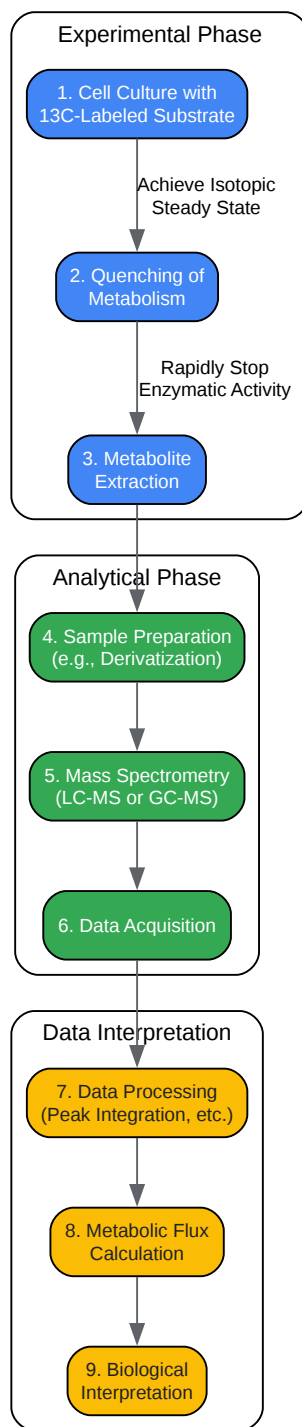 Experimental Phase
1. Cell Culture with
13C-Labeled Substrate
Achieve Isotopic
Steady State
2. Quenching of
Metabolism
Rapidly Stop
Enzymatic Activity
3. Metabolite
Extraction
Analytical Phase
4. Sample Preparation
(e.g., Derivatization)
5. Mass Spectrometry
(LC-MS or GC-MS)
6. Data Acquisition
Data Interpretation
7. Data Processing
(Peak Integration, etc.)
8. Metabolic Flux
Calculation
9. Biological
Interpretation